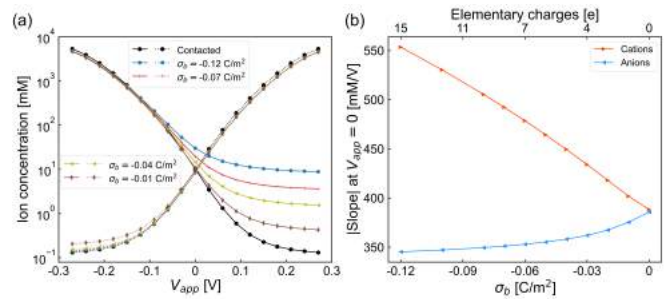 (a)
Ion concentration [mM]
10⁴
10³
10²
10¹
10⁰
10⁻¹
Contacted
σb = -0.12 C/m²
σb = -0.07 C/m²
σb = -0.04 C/m²
σb = -0.01 C/m²
-0.3 -0.2 -0.1 0 0.1 0.2 0.3
Vapp [V]
(b)
Elementary charges [e]
15 11 7 4 0
|Slope| at Vapp = 0 [mM/V]
550
500
450
400
350
Cations
Anions
-0.12 -0.09 -0.06 -0.03 0
σb [C/m²]